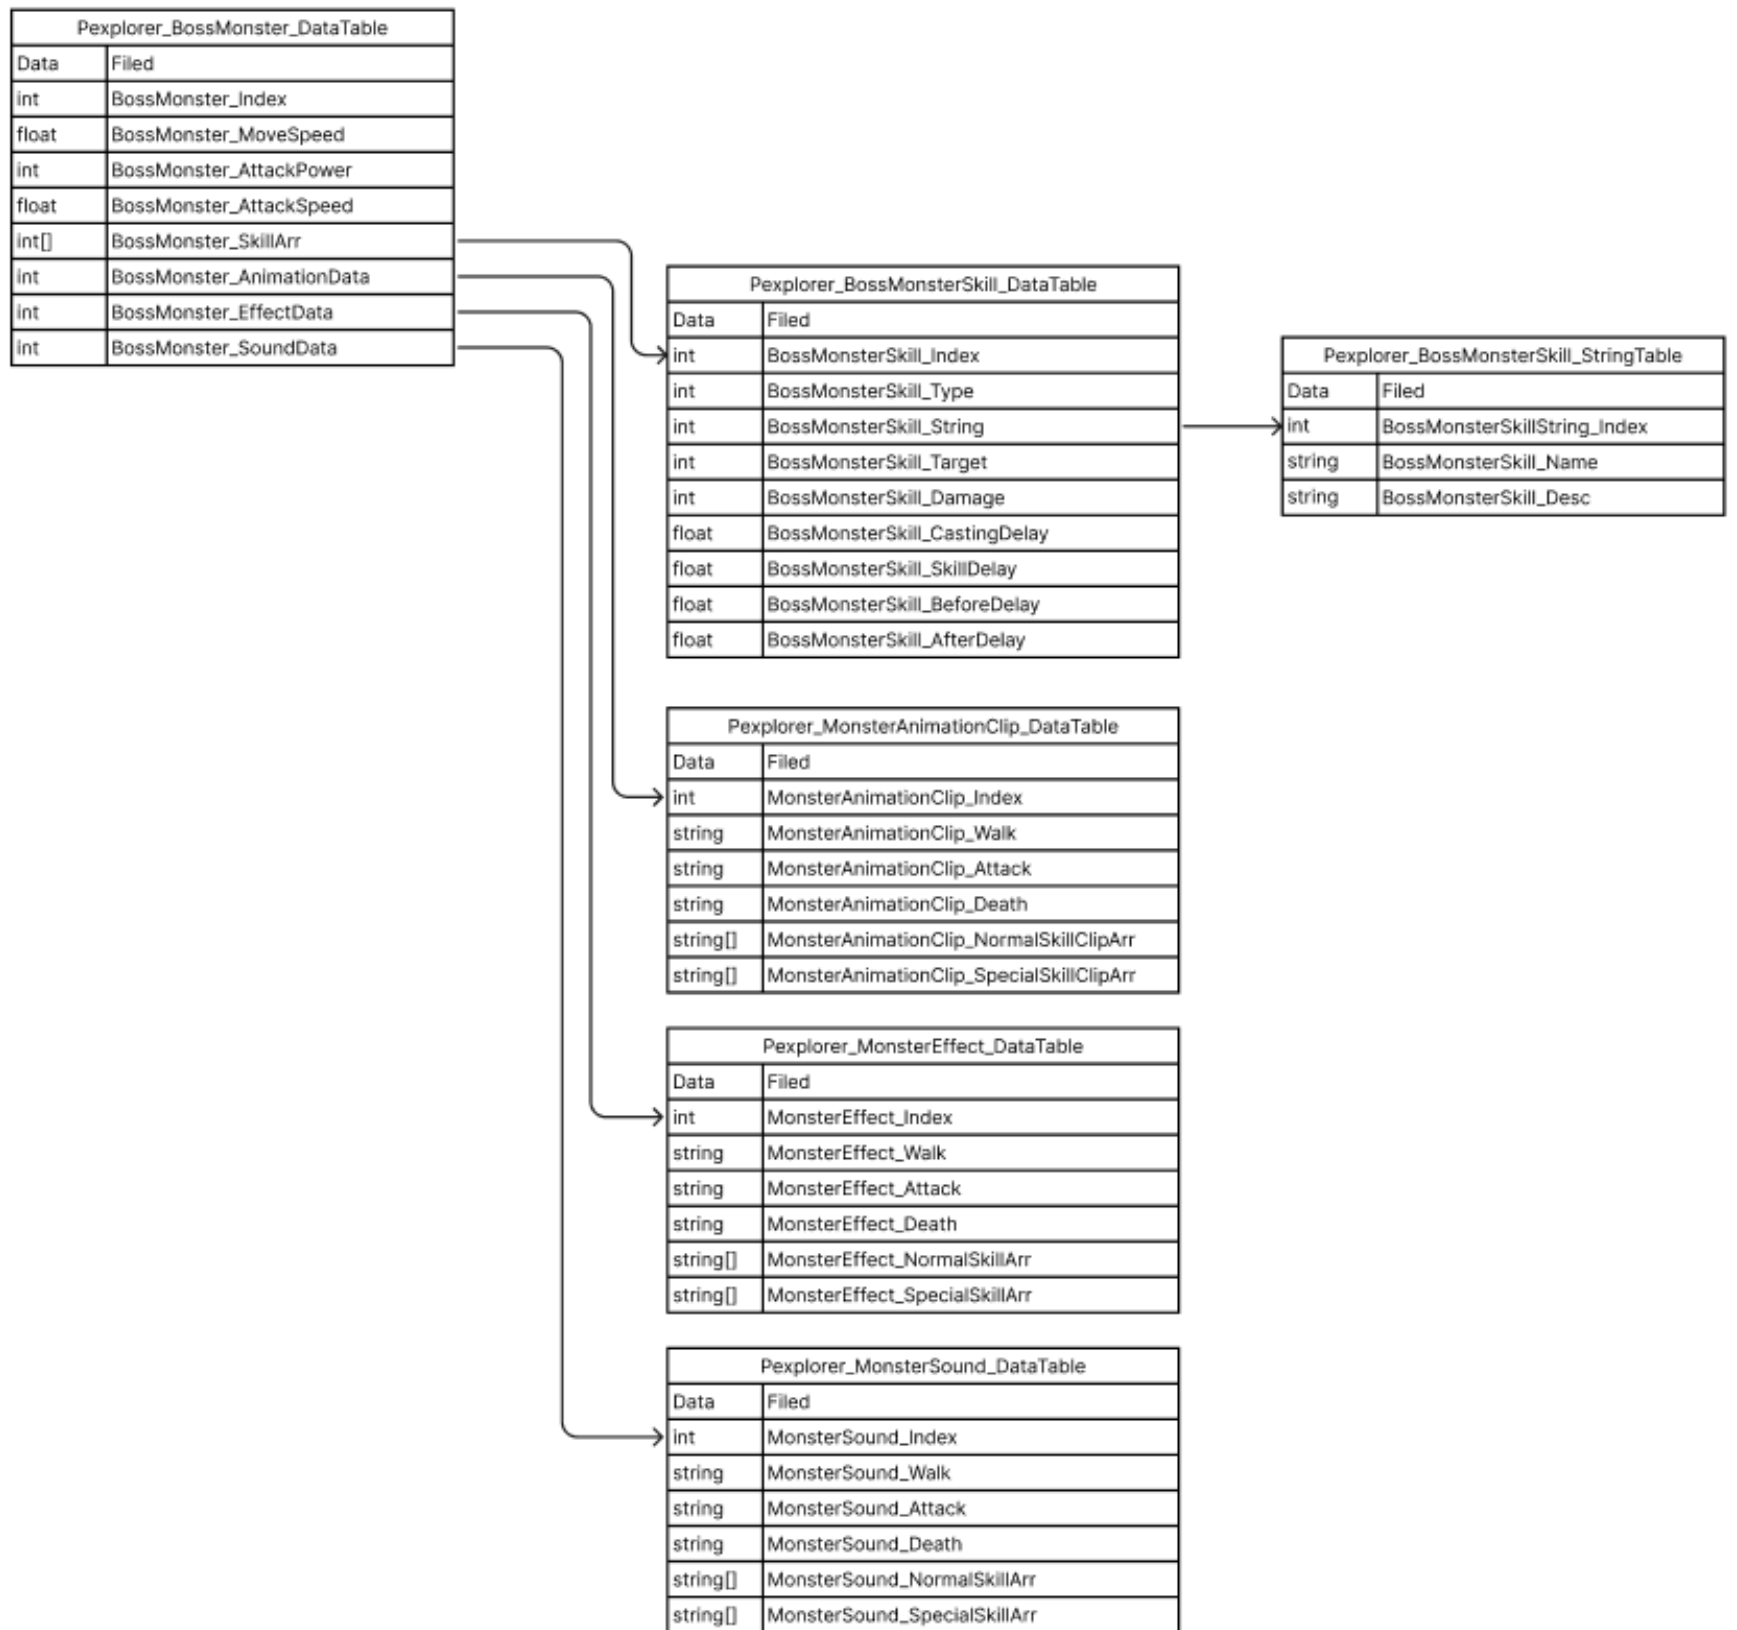 Pexplorer_BossMonster_DataTable
Data Filed
int BossMonster_Index
float BossMonster_MoveSpeed
int BossMonster_AttackPower
float BossMonster_AttackSpeed
int[] BossMonster_SkillArr
int BossMonster_AnimationData
int BossMonster_EffectData
int BossMonster_SoundData
Pexplorer_BossMonsterSkill_DataTable
Data Filed
int BossMonsterSkill_Index
int BossMonsterSkill_Type
int BossMonsterSkill_String
int BossMonsterSkill_Target
int BossMonsterSkill_Damage
float BossMonsterSkill_CastingDelay
float BossMonsterSkill_SkillDelay
float BossMonsterSkill_BeforeDelay
float BossMonsterSkill_AfterDelay
Pexplorer_BossMonsterSkill_StringTable
Data Filed
int BossMonsterSkillString_Index
string BossMonsterSkill_Name
string BossMonsterSkill_Desc
Pexplorer_MonsterAnimationClip_DataTable
Data Filed
int MonsterAnimationClip_Index
string MonsterAnimationClip_Walk
string MonsterAnimationClip_Attack
string MonsterAnimationClip_Death
string[] MonsterAnimationClip_NormalSkillClipArr
string[] MonsterAnimationClip_SpecialSkillClipArr
Pexplorer_MonsterEffect_DataTable
Data Filed
int MonsterEffect_Index
string MonsterEffect_Walk
string MonsterEffect_Attack
string MonsterEffect_Death
string[] MonsterEffect_NormalSkillArr
string[] MonsterEffect_SpecialSkillArr
Pexplorer_MonsterSound_DataTable
Data Filed
int MonsterSound_Index
string MonsterSound_Walk
string MonsterSound_Attack
string MonsterSound_Death
string[] MonsterSound_NormalSkillArr
string[] MonsterSound_SpecialSkillArr